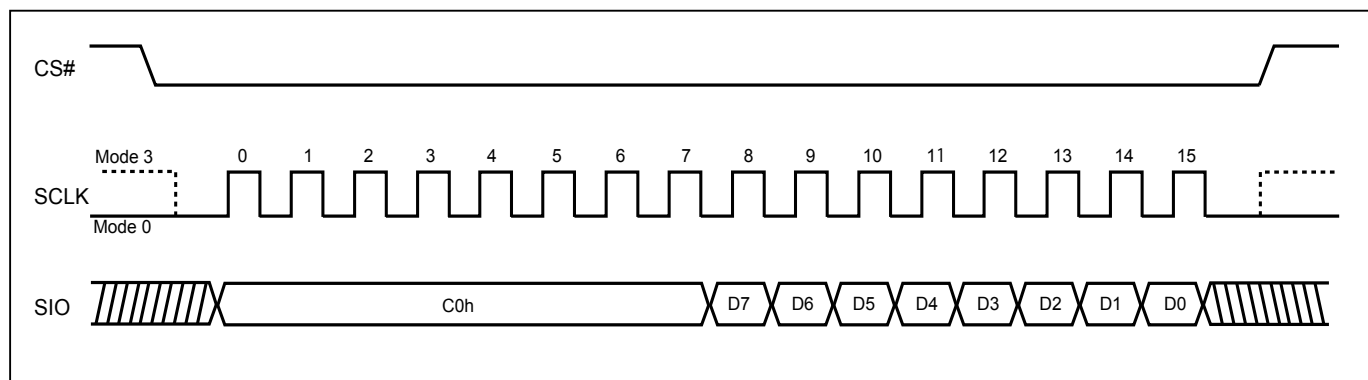 CS#
Mode 3
0 1 2 3 4 5 6 7 8 9 10 11 12 13 14 15
SCLK
Mode 0
SIO
C0h D7 D6 D5 D4 D3 D2 D1 D0